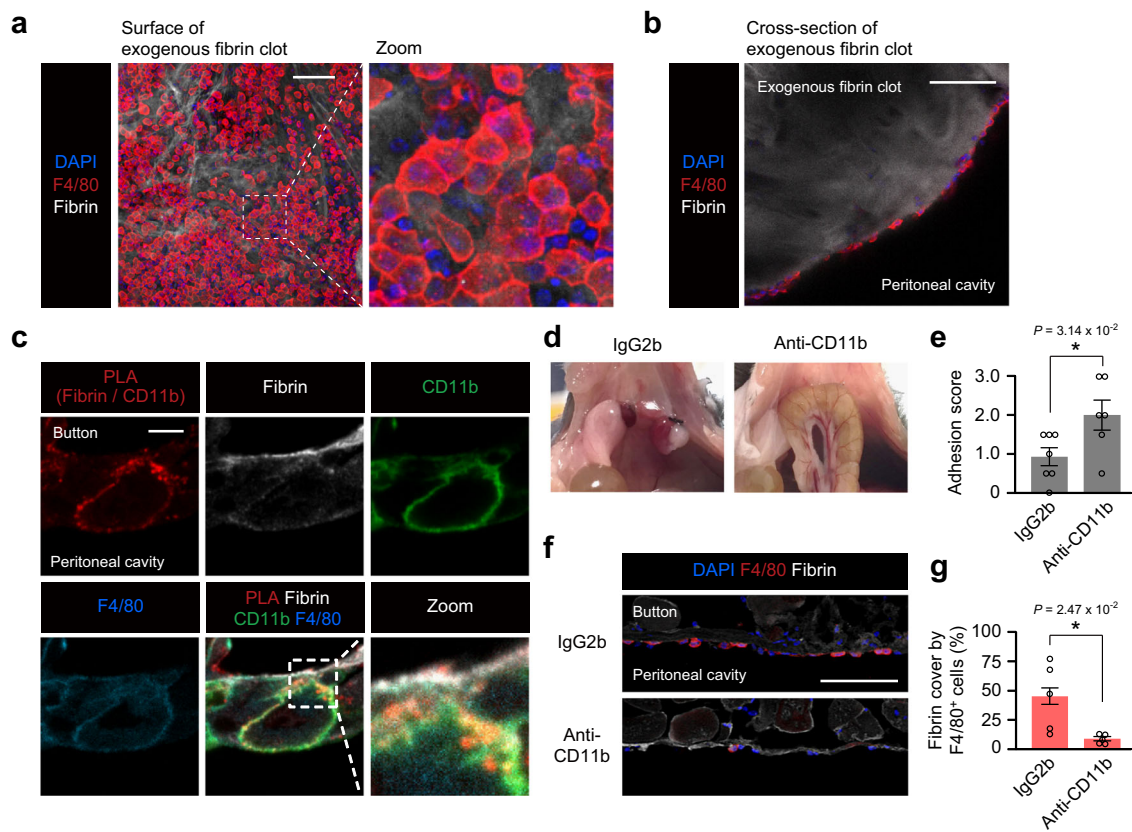 a
Surface of
exogenous fibrin clot
Zoom
DAPI
F4/80
Fibrin
b
Cross-section of
exogenous fibrin clot
DAPI
F4/80
Fibrin
Exogenous fibrin clot
Peritoneal cavity
c
PLA
(Fibrin / CD11b)
Fibrin
CD11b
Button
Peritoneal cavity
F4/80
PLA Fibrin
CD11b F4/80
Zoom
d
IgG2b
Anti-CD11b
e
P = 3.14 x 10⁻²
*
Adhesion score
3.0
2.0
1.0
0
IgG2b
Anti-CD11b
f
DAPI F4/80 Fibrin
IgG2b
Button
Peritoneal cavity
Anti-
CD11b
g
P = 2.47 x 10⁻²
*
Fibrin cover by
F4/80⁺ cells (%)
100
75
50
25
0
IgG2b
Anti-CD11b